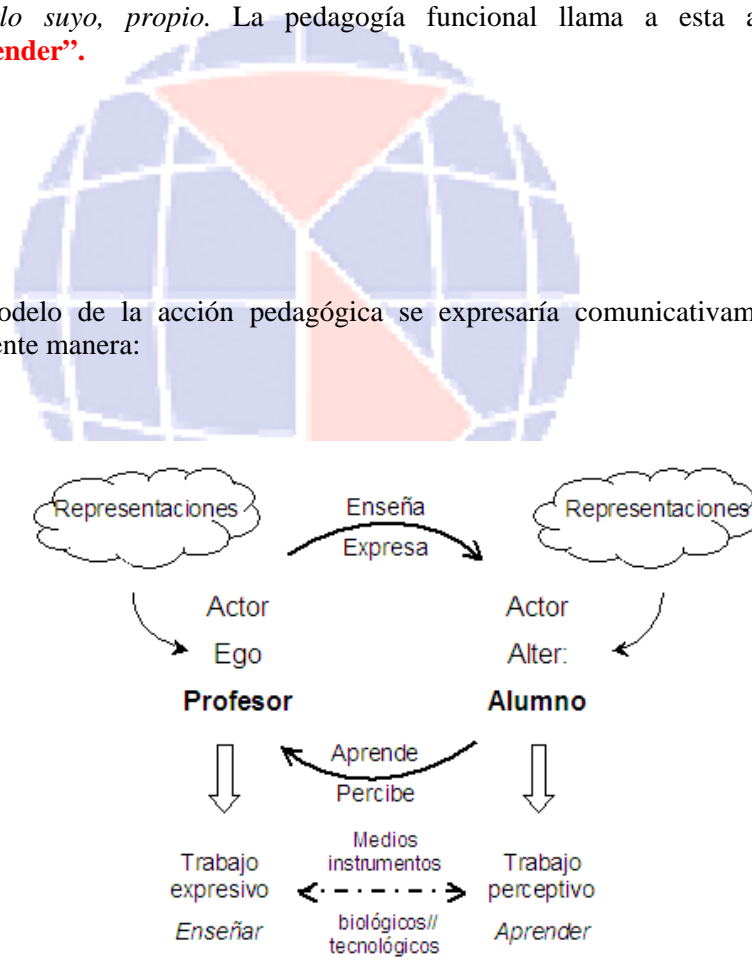 lo suyo, propio. La pedagogía funcional llama a esta a
ender”.
odelo de la acción pedagógica se expresaría comunicativam
ente manera:
Representaciones Enseña Representaciones
Expresa
Actor Actor
Ego Alter:
Profesor Alumno
Aprende
Percibe
Medios
Trabajo instrumentos Trabajo
expresivo perceptivo
Enseñar biológicos// Aprender
tecnológicos